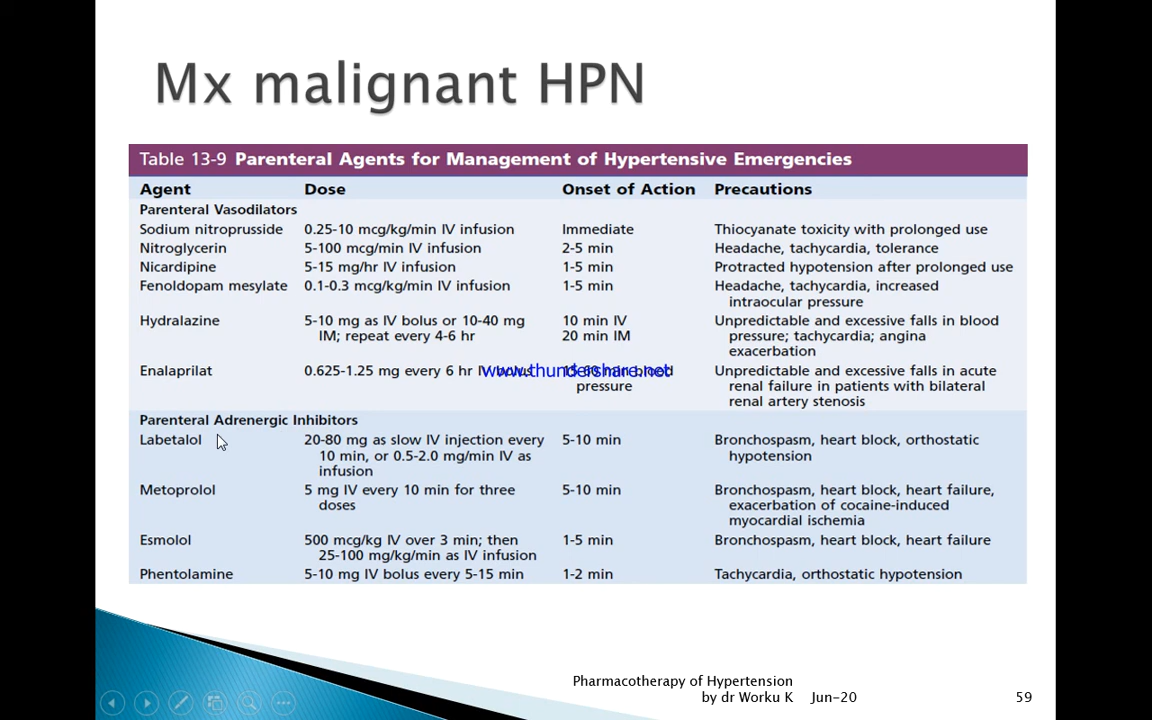 Mx malignant HPN
Table 13-9 Parenteral Agents for Management of Hypertensive Emergencies
Agent Dose Onset of Action Precautions
Parenteral Vasodilators
Sodium nitroprusside 0.25-10 mcg/kg/min IV infusion Immediate Thiocyanate toxicity with prolonged use
Nitroglycerin 5-100 mcg/min IV infusion 2-5 min Headache, tachycardia, tolerance
Nicardipine 5-15 mg/hr IV infusion 1-5 min Protracted hypotension after prolonged use
Fenoldopam mesylate 0.1-0.3 mcg/kg/min IV infusion 1-5 min Headache, tachycardia, increased
intraocular pressure
Hydralazine 5-10 mg as IV bolus or 10-40 mg 10 min IV Unpredictable and excessive falls in blood
IM; repeat every 4-6 hr 20 min IM pressure; tachycardia; angina
exacerbation
Enalaprilat 0.625-1.25 mg every 6 hr www.thundershare.net Unpredictable and excessive falls in acute
pressure renal failure in patients with bilateral
renal artery stenosis
Parenteral Adrenergic Inhibitors
Labetalol 20-80 mg as slow IV injection every 5-10 min Bronchospasm, heart block, orthostatic
10 min, or 0.5-2.0 mg/min IV as hypotension
infusion
Metoprolol 5 mg IV every 10 min for three 5-10 min Bronchospasm, heart block, heart failure,
doses exacerbation of cocaine-induced
myocardial ischemia
Esmolol 500 mcg/kg IV over 3 min; then 1-5 min Bronchospasm, heart block, heart failure
25-100 mg/kg/min as IV infusion
Phentolamine 5-10 mg IV bolus every 5-15 min 1-2 min Tachycardia, orthostatic hypotension
Pharmacotherapy of Hypertension
by dr Worku K Jun-20 59